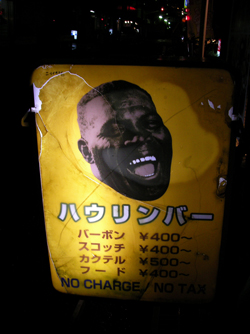 ハウリンバー
バーボン ¥400~
スコッチ ¥400~
カクテル ¥500~
フード ¥400~
NO CHARGE / NO TAX